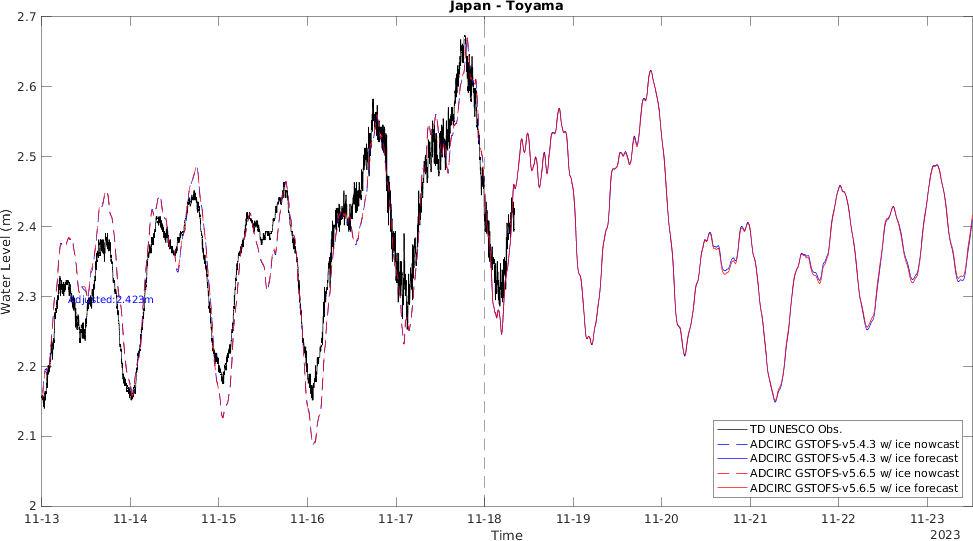 Japan - Toyama
2.7
2.6
2.5
2.4
2.3
2.2
2.1
2
Water Level (m)
Adjusted:2.423m
TD UNESCO Obs.
ADCIRC GSTOFS-v5.4.3 w/ ice nowcast
ADCIRC GSTOFS-v5.4.3 w/ ice forecast
ADCIRC GSTOFS-v5.6.5 w/ ice nowcast
ADCIRC GSTOFS-v5.6.5 w/ ice forecast
11-13 11-14 11-15 11-16 11-17 11-18 11-19 11-20 11-21 11-22 11-23
Time 2023